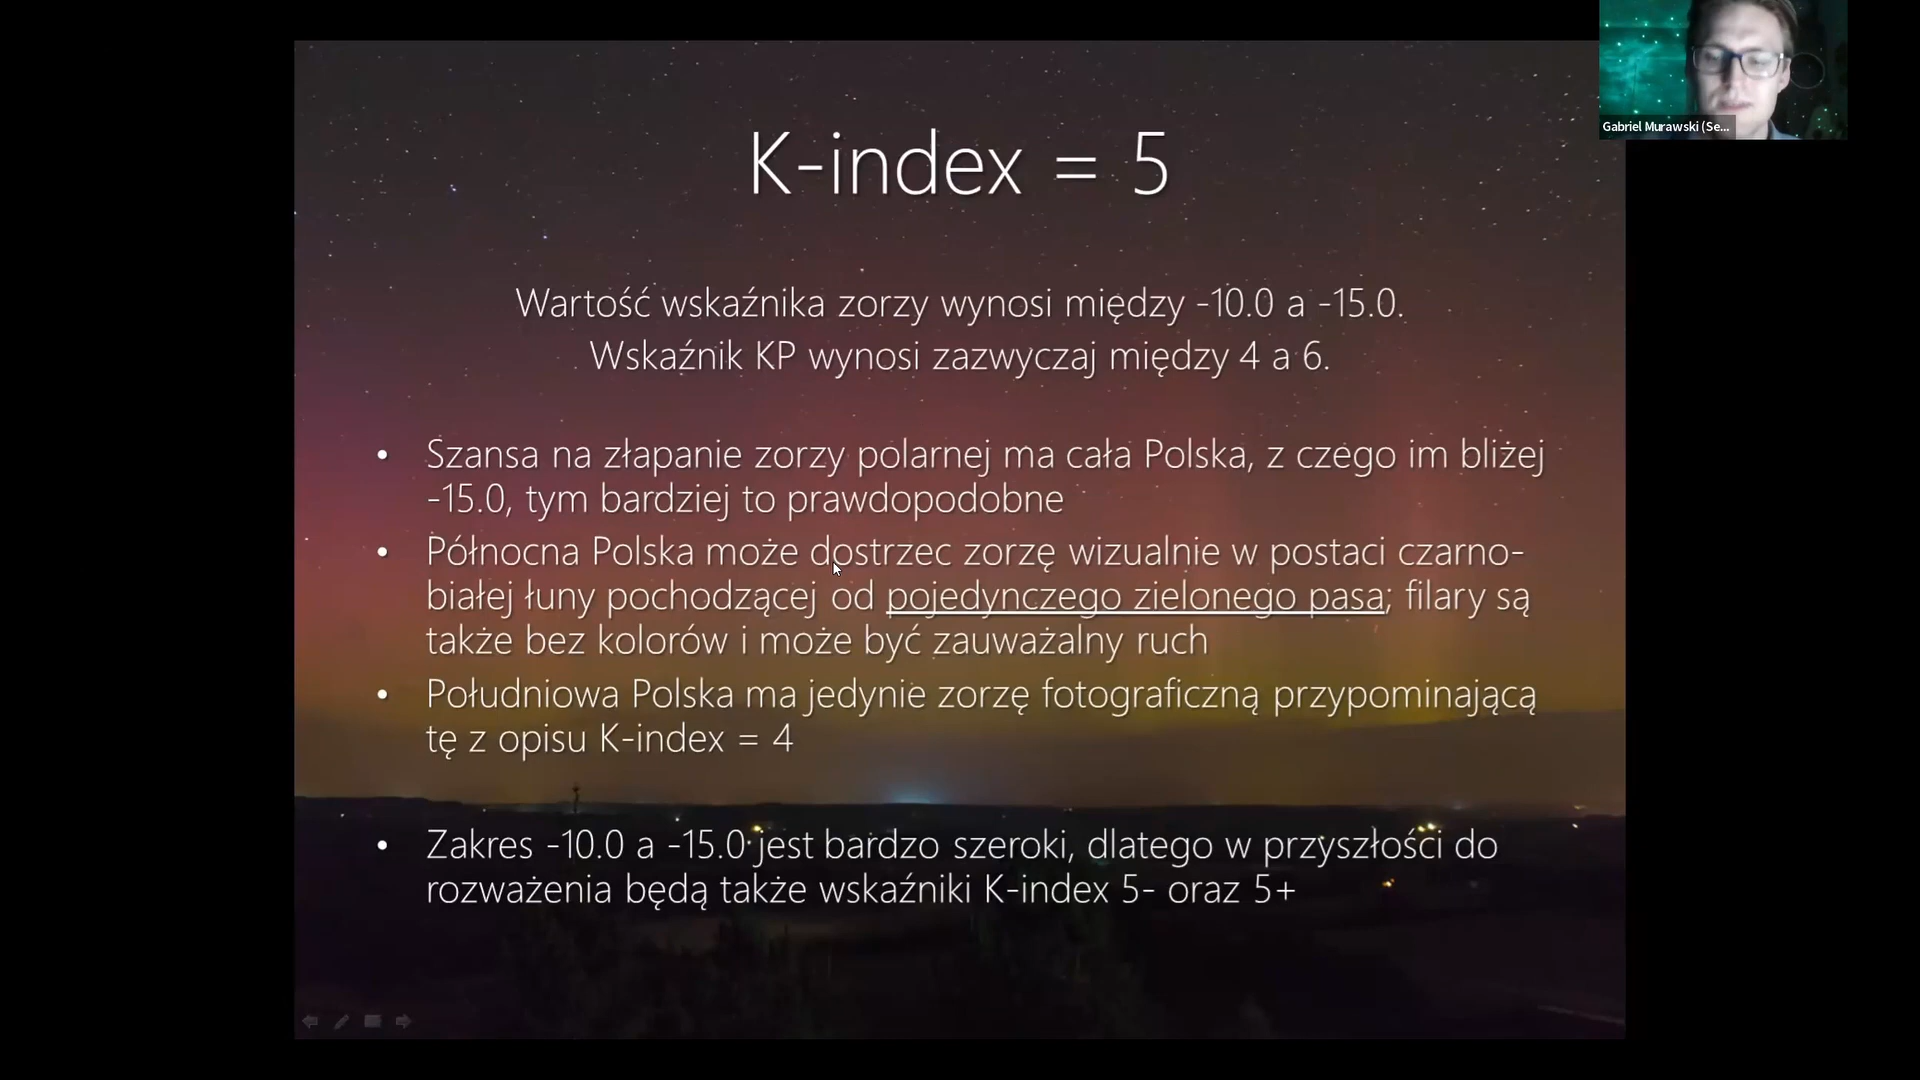 Gabriel Murawski (Se...
K-index = 5
Wartość wskaźnika zorzy wynosi między -10.0 a -15.0.
Wskaźnik KP wynosi zazwyczaj między 4 a 6.
• Szansa na złapanie zorzy polarnej ma cała Polska, z czego im bliżej
-15.0, tym bardziej to prawdopodobne
• Północna Polska może dostrzec zorzę wizualnie w postaci czarno-
białej łuny pochodzącej od pojedynczego zielonego pasa; filary są
także bez kolorów i może być zauważalny ruch
• Południowa Polska ma jedynie zorzę fotograficzną przypominającą
tę z opisu K-index = 4
• Zakres -10.0 a -15.0 jest bardzo szeroki, dlatego w przyszłości do
rozważenia będą także wskaźniki K-index 5- oraz 5+